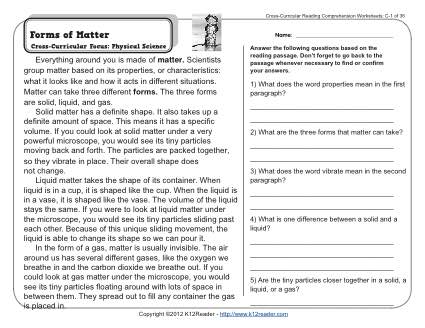 Cross-Curricular Reading Comprehension Worksheets: C-1 of 36
Forms of Matter
Cross-Curricular Focus: Physical Science
Name:
Everything around you is made of matter. Scientists
group matter based on its properties, or characteristics:
what it looks like and how it acts in different situations.
Matter can take three different forms. The three forms
are solid, liquid, and gas.
Solid matter has a definite shape. It also takes up a
definite amount of space. This means it has a specific
volume. If you could look at solid matter under a very
powerful microscope, you would see its tiny particles
moving back and forth. The particles are packed together,
so they vibrate in place. Their overall shape does
not change.
Liquid matter takes the shape of its container. When
liquid is in a cup, it is shaped like the cup. When the liquid is
in a vase, it is shaped like the vase. The volume of the liquid
stays the same. If you were to look at liquid matter under
the microscope, you would see its tiny particles sliding past
each other. Because of this unique sliding movement, the
liquid is able to change its shape so we can pour it.
In the form of a gas, matter is usually invisible. The air
around us has several different gases, like the oxygen we
breathe in and the carbon dioxide we breathe out. If you
could look at gas matter under the microscope, you would
see its tiny particles floating around with lots of space in
between them. They spread out to fill any container the gas
is placed in.
Answer the following questions based on the
reading passage. Don't forget to go back to the
passage whenever necessary to find or confirm
your answers.
1) What does the word properties mean in the first
paragraph?
2) What are the three forms that matter can take?
3) What does the word vibrate mean in the second
paragraph?
4) What is one difference between a solid and a
liquid?
5) Are the tiny particles closer together in a solid, a
liquid, or a gas?
Copyright ©2012 K12Reader - http://www.k12reader.com